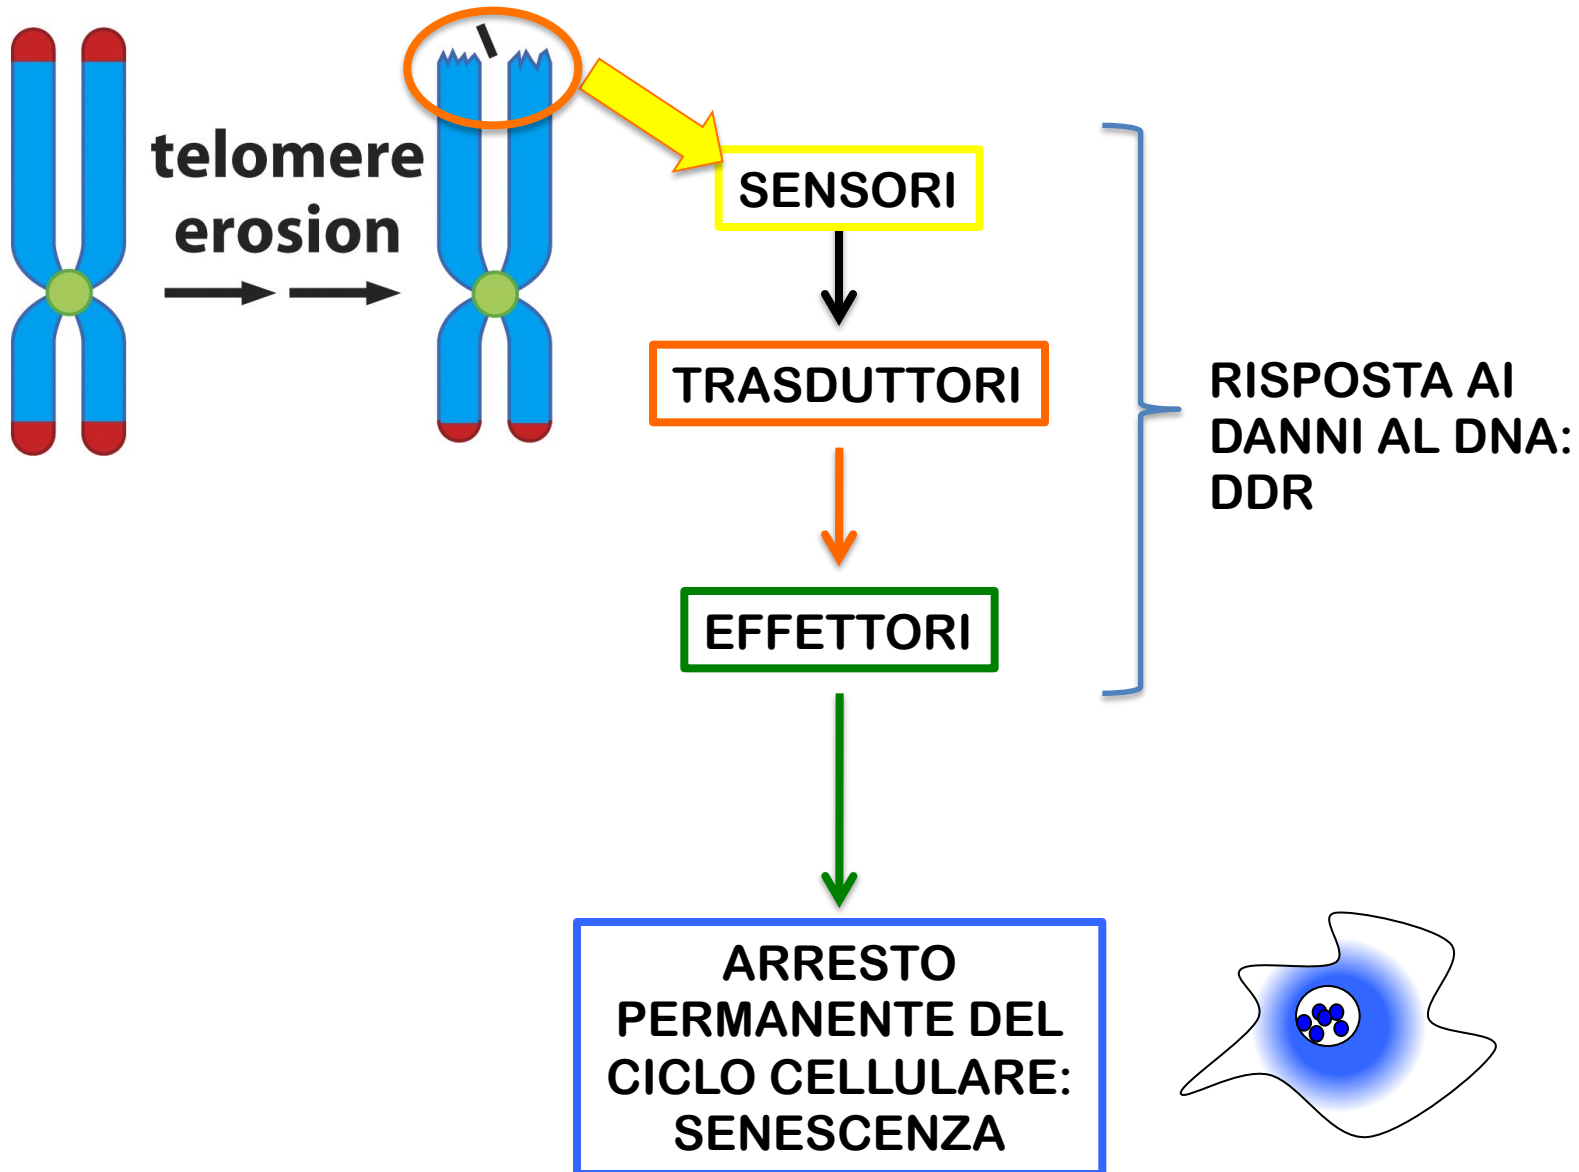 telomere
erosion
SENSORI
TRASDUTTORI
EFFETTORI
RISPOSTA AI
DANNI AL DNA:
DDR
ARRESTO
PERMANENTE DEL
CICLO CELLULARE:
SENESCENZA